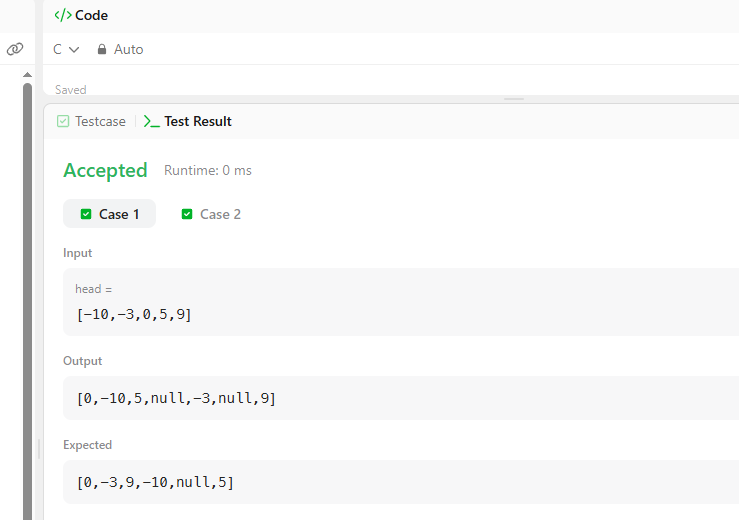 Code
C Auto
Saved
Testcase Test Result
Accepted Runtime: 0 ms
Case 1 Case 2
Input
head =
[-10,-3,0,5,9]
Output
[0,-10,5,null,-3,null,9]
Expected
[0,-3,9,-10,null,5]